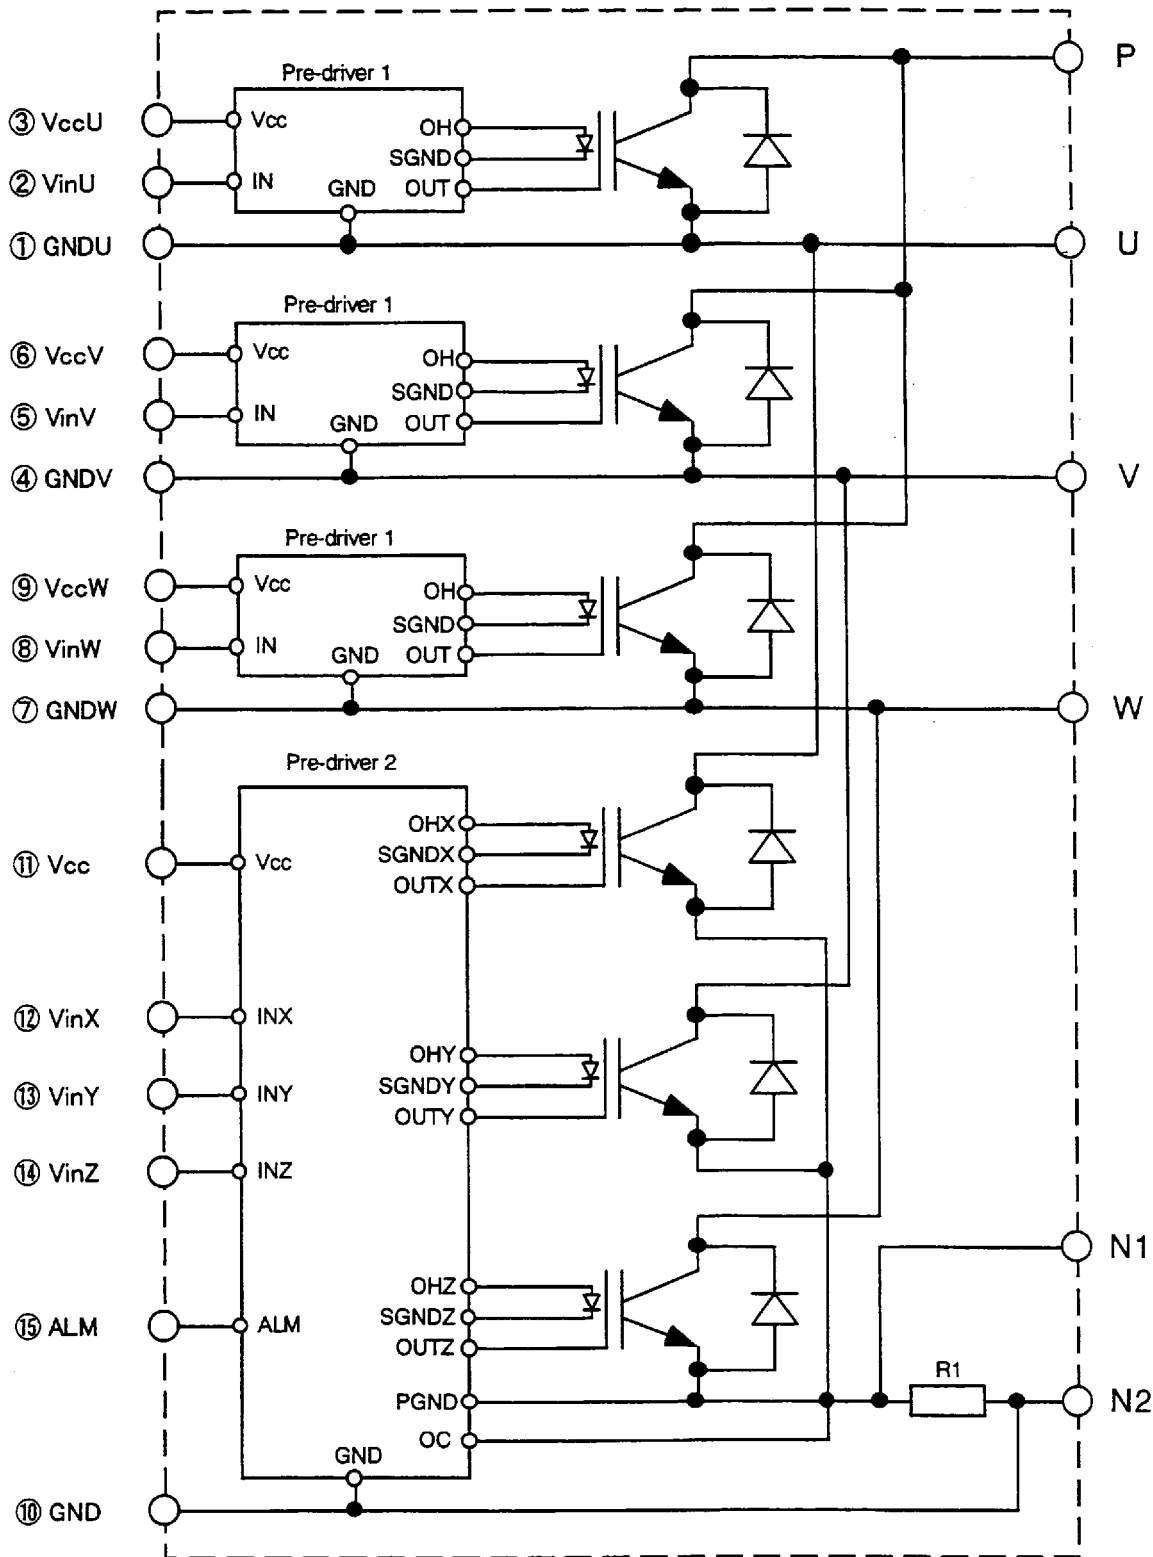 Pre-driver 1
③ VccU
Vcc
OH
SGND
② VinU
IN
GND
OUT
① GNDU
P
U
Pre-driver 1
⑥ VccV
Vcc
OH
SGND
⑤ VinV
IN
GND
OUT
④ GNDV
V
Pre-driver 1
⑨ VccW
Vcc
OH
SGND
⑧ VinW
IN
GND
OUT
⑦ GNDW
W
Pre-driver 2
OHX
SGNDX
OUTX
⑪ Vcc
Vcc
⑫ VinX
INX
OHY
SGNDY
OUTY
⑬ VinY
INY
⑭ VinZ
INZ
N1
OHZ
SGNDZ
OUTZ
⑮ ALM
ALM
PGND
R1
N2
OC
GND
⑩ GND